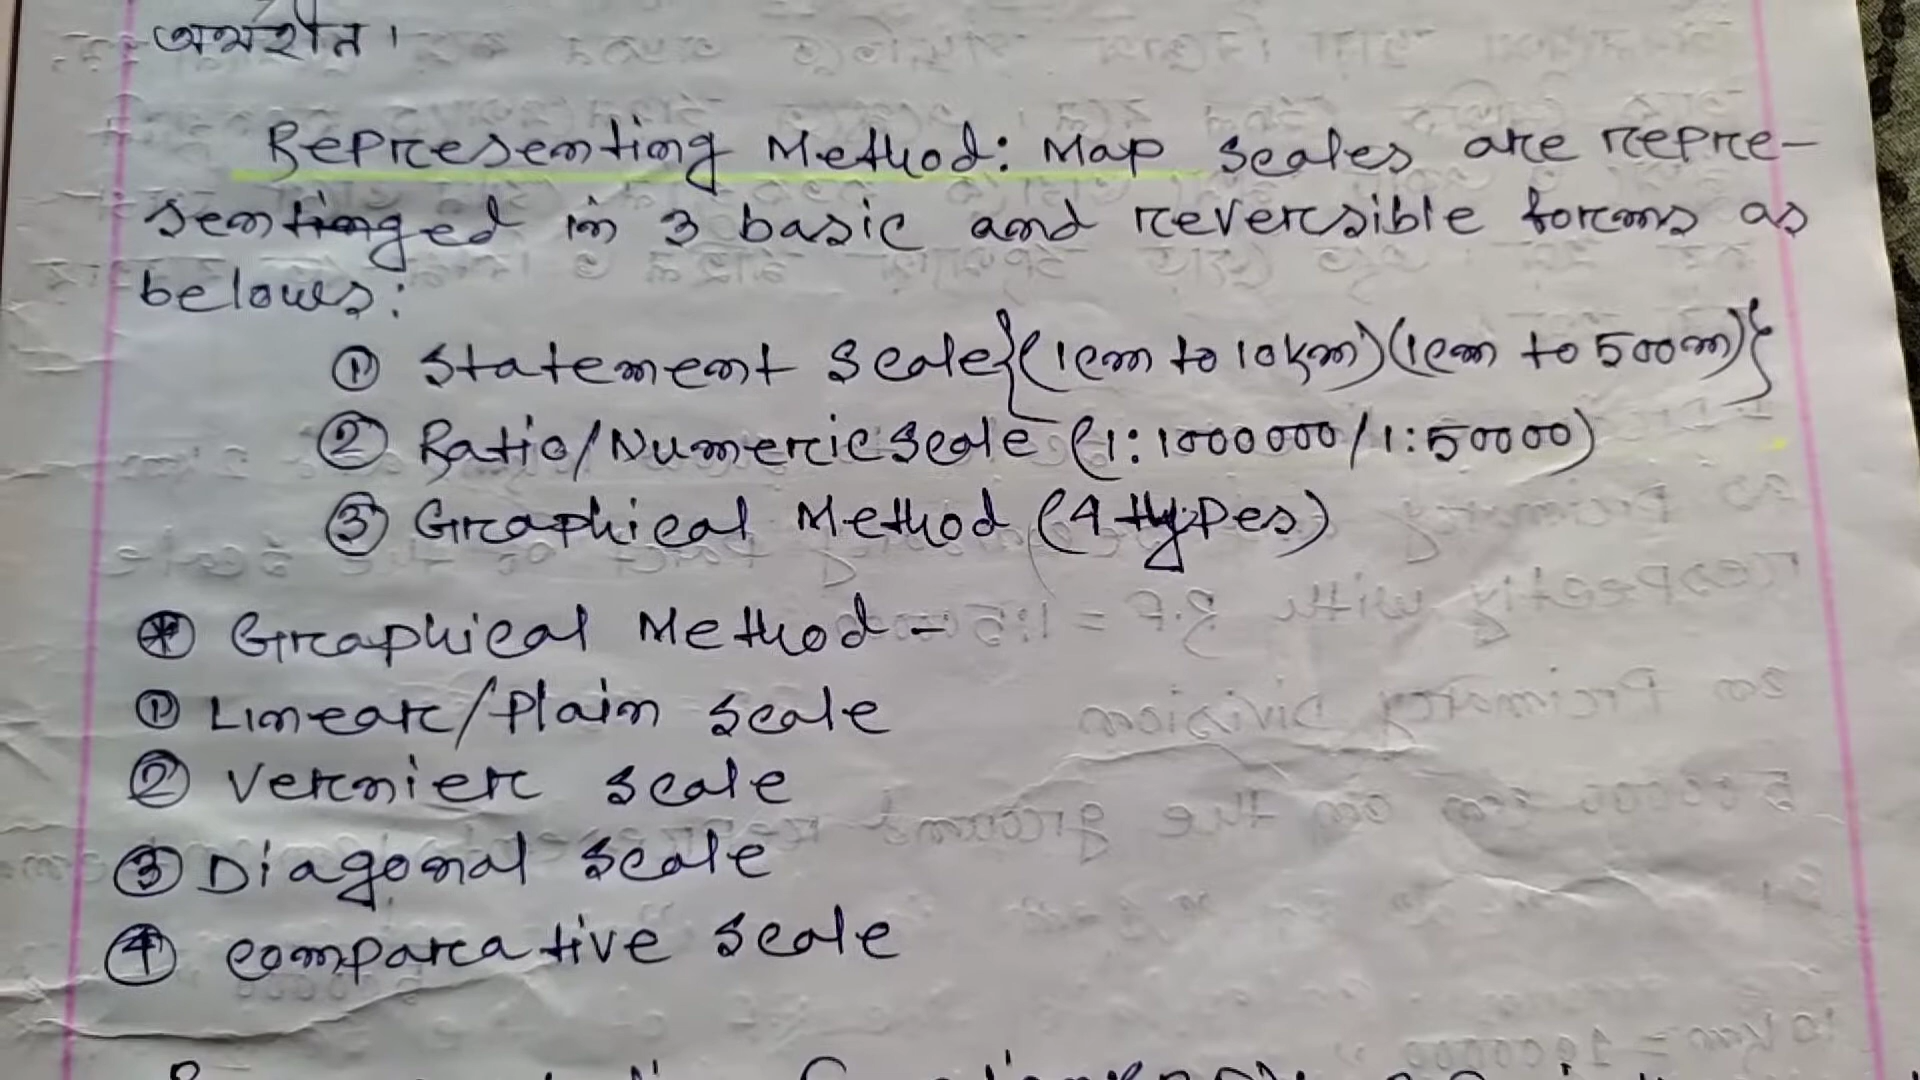 Representing Method: Map scales are repre-
sentinged in 3 basic and reversible forms as
belows:
① Statement Scale {(1cm to 10km)(1cm to 500m)}
② Ratio/Numeric scale (1:1000000/1:50000)
③ Graphical Method (4 types)
⊛ Graphical Method -
① Linear/Plain scale
② Vernier scale
③ Diagonal scale
④ comparative scale